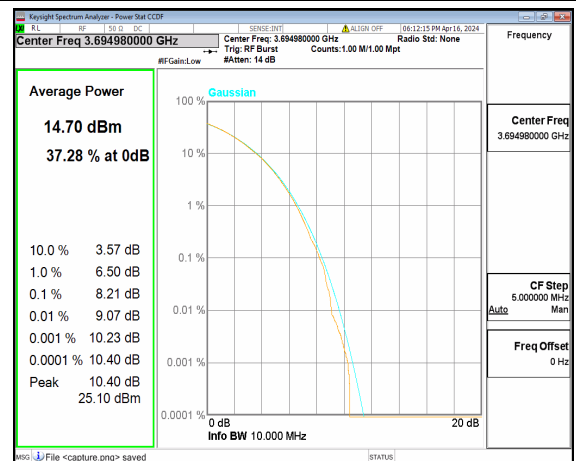 Keysight Spectrum Analyzer - Power Stat CCDF
RL RF 50 Ω DC SENSE:INT ALIGN OFF 06:12:15 PM Apr 16, 2024
Center Freq 3.694980000 GHz
Center Freq: 3.694980000 GHz Radio Std: None
Trig: RF Burst Counts:1.00 M/1.00 Mpt
#IFGain:Low #Atten: 14 dB
Frequency
Average Power
14.70 dBm
37.28 % at 0dB
10.0 % 3.57 dB
1.0 % 6.50 dB
0.1 % 8.21 dB
0.01 % 9.07 dB
0.001 % 10.23 dB
0.0001 % 10.40 dB
Peak 10.40 dB
25.10 dBm
Gaussian
100 %
10 %
1 %
0.1 %
0.01 %
0.001 %
0.0001 %
0 dB 20 dB
Info BW 10.000 MHz
Center Freq
3.694980000 GHz
CF Step
5.000000 MHz
Auto Man
Freq Offset
0 Hz
MSG File <capture.png> saved STATUS